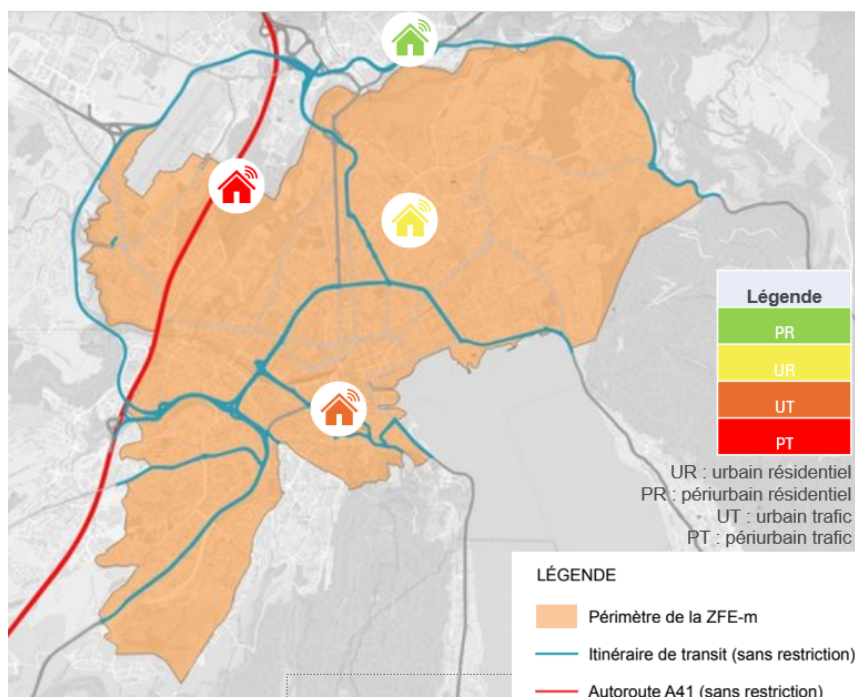 Légende
PR
UR
UT
PT
UR : urbain résidentiel
PR : périurbain résidentiel
UT : urbain trafic
PT : périurbain trafic
LÉGENDE
Périmètre de la ZFE-m
Itinéraire de transit (sans restriction)
Autoroute A41 (sans restriction)